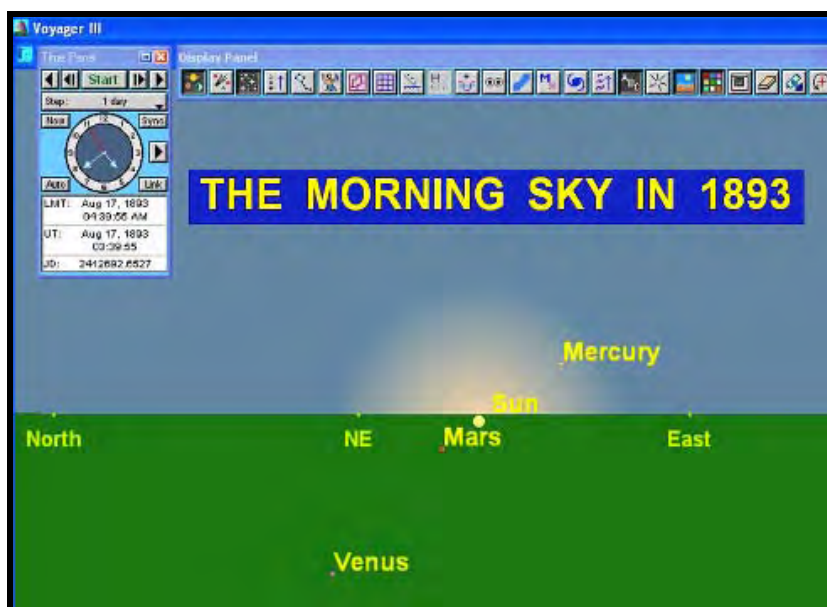 Voyager III
Time Pane
Display Panel
Start
Step: 1 day
Now
Sync
Auto
Link
LMT: Aug 17, 1893
04:39:55 AM
UT: Aug 17, 1893
03:39:55
JD: 2412692.6527
THE MORNING SKY IN 1893
Mercury
Sun
North
NE
Mars
East
Venus